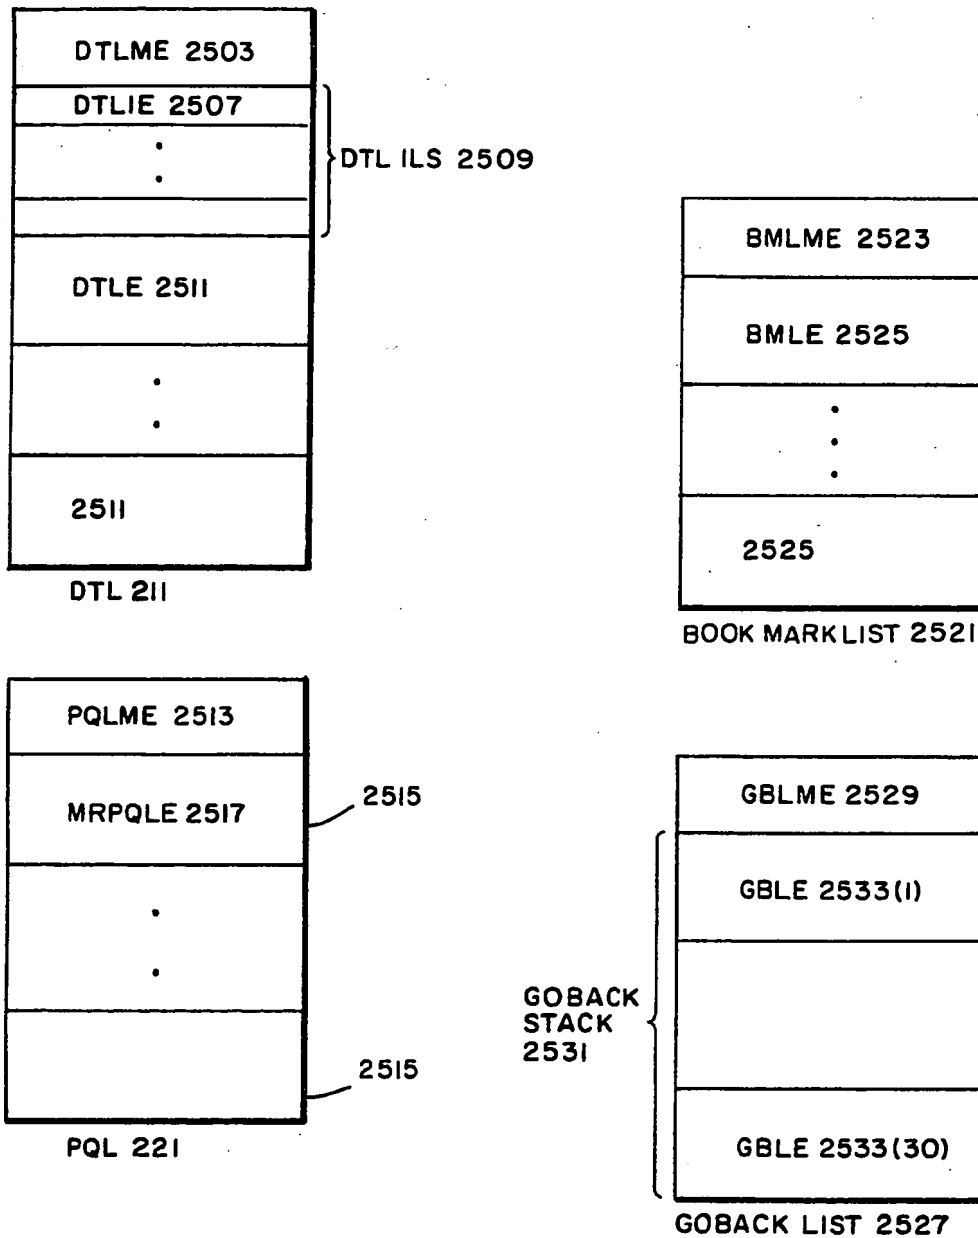 DTLME 2503
DTLIE 2507
DTL ILS 2509
DTLE 2511
2511
DTL 211
BMLME 2523
BMLE 2525
2525
BOOK MARK LIST 2521
PQLME 2513
MRPQLE 2517
2515
2515
PQL 221
GBLME 2529
GBLE 2533(1)
GOBACK
STACK
2531
GBLE 2533(30)
GOBACK LIST 2527